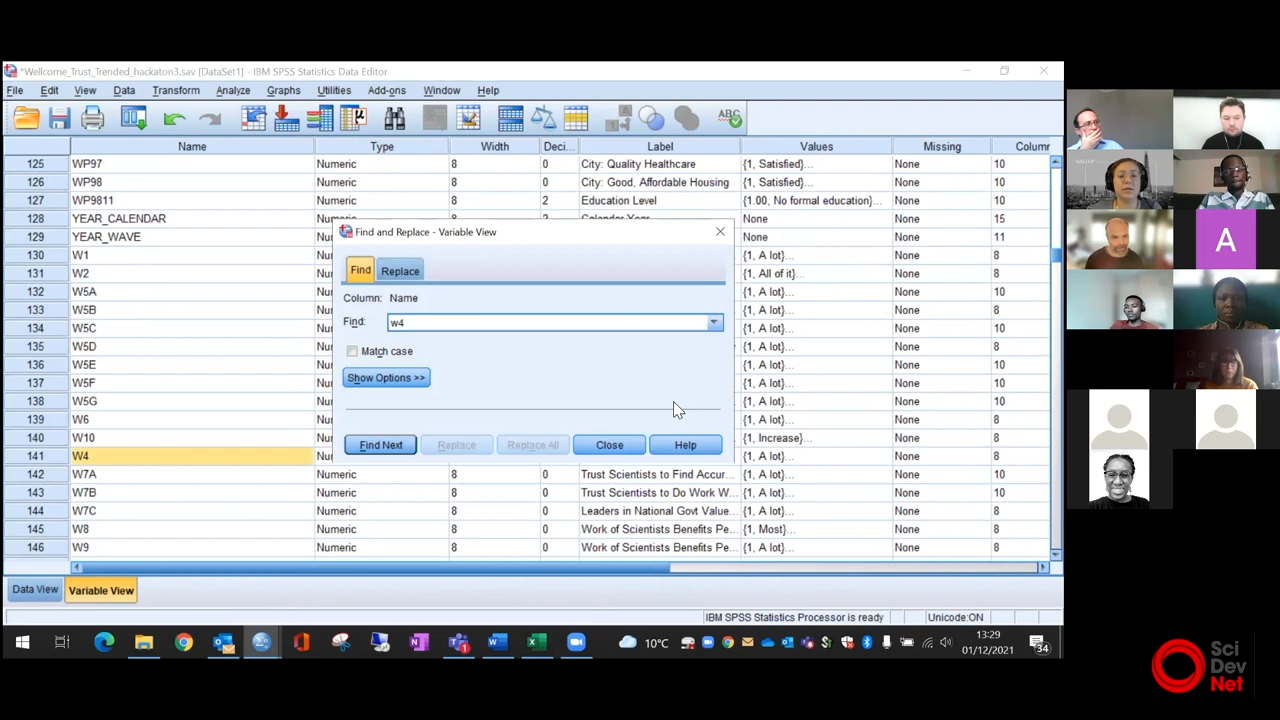 *Wellcome_Trust_Trended_hackaton3.sav [DataSet1] - IBM SPSS Statistics Data Editor
File Edit View Data Transform Analyze Graphs Utilities Add-ons Window Help
Name Type Width Deci... Label Values Missing Column
125 WP97 Numeric 8 0 City: Quality Healthcare {1, Satisfied}... None 10
126 WP98 Numeric 8 0 City: Good, Affordable Housing {1, Satisfied}... None 10
127 WP9811 Numeric 8 2 Education Level {1.00, No formal education}... None 10
128 YEAR_CALENDAR Numeric 8 2 Calendar Year None None 15
129 YEAR_WAVE None None 11
130 W1 {1, A lot}... None 8
131 W2 {1, All of it}... None 8
132 W5A {1, A lot}... None 10
133 W5B {1, A lot}... None 10
134 W5C {1, A lot}... None 10
135 W5D {1, A lot}... None 10
136 W5E {1, A lot}... None 10
137 W5F {1, A lot}... None 10
138 W5G {1, A lot}... None 10
139 W6 {1, A lot}... None 8
140 W10 {1, Increase}... None 8
141 W4 {1, A lot}... None 8
142 W7A Numeric 8 0 Trust Scientists to Find Accur... {1, A lot}... None 8
143 W7B Numeric 8 0 Trust Scientists to Do Work W... {1, A lot}... None 8
144 W7C Numeric 8 0 Leaders in National Govt Value... {1, A lot}... None 8
145 W8 Numeric 8 0 Work of Scientists Benefits Pe... {1, Most}... None 8
146 W9 Numeric 8 0 Work of Scientists Benefits Pe... {1, A lot}... None 8
Find and Replace - Variable View
Find Replace
Column: Name
Find: w4
Match case
Show Options >>
Find Next Replace Replace All Close Help
Data View Variable View
IBM SPSS Statistics Processor is ready Unicode:ON
10°C 13:29
01/12/2021 34
A
Sci
Dev
Net